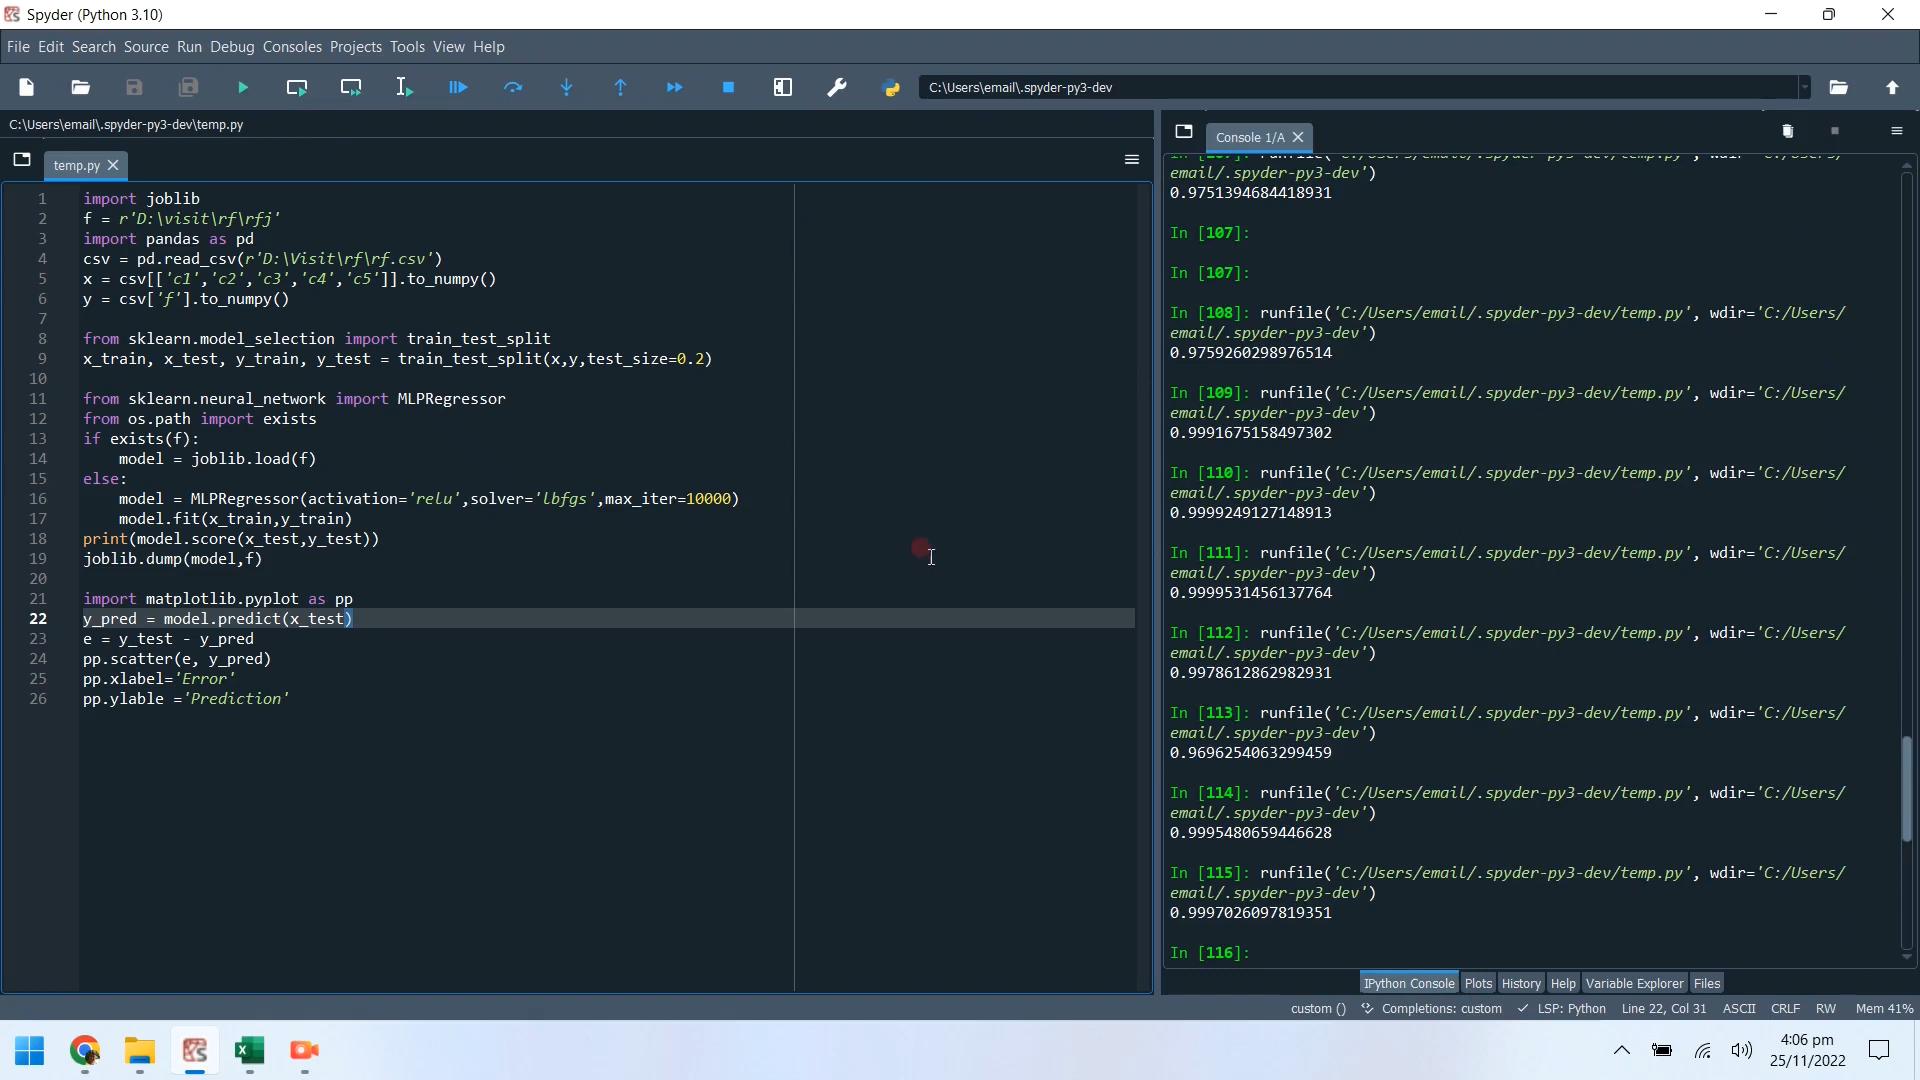 Spyder (Python 3.10)
File Edit Search Source Run Debug Consoles Projects Tools View Help
C:\Users\email\.spyder-py3-dev
C:\Users\email\.spyder-py3-dev\temp.py
temp.py
1 import joblib
2 f = r'D:\visit\rf\rfj'
3 import pandas as pd
4 csv = pd.read_csv(r'D:\Visit\rf\rf.csv')
5 x = csv[['c1','c2','c3','c4','c5']].to_numpy()
6 y = csv['f'].to_numpy()
7
8 from sklearn.model_selection import train_test_split
9 x_train, x_test, y_train, y_test = train_test_split(x,y,test_size=0.2)
10
11 from sklearn.neural_network import MLPRegressor
12 from os.path import exists
13 if exists(f):
14     model = joblib.load(f)
15 else:
16     model = MLPRegressor(activation='relu',solver='lbfgs',max_iter=10000)
17     model.fit(x_train,y_train)
18 print(model.score(x_test,y_test))
19 joblib.dump(model,f)
20
21 import matplotlib.pyplot as pp
22 y_pred = model.predict(x_test)
23 e = y_test - y_pred
24 pp.scatter(e, y_pred)
25 pp.xlabel='Error'
26 pp.ylable ='Prediction'
Console 1/A
email/.spyder-py3-dev')
0.9751394684418931
In [107]:
In [107]:
In [108]: runfile('C:/Users/email/.spyder-py3-dev/temp.py', wdir='C:/Users/
email/.spyder-py3-dev')
0.9759260298976514
In [109]: runfile('C:/Users/email/.spyder-py3-dev/temp.py', wdir='C:/Users/
email/.spyder-py3-dev')
0.9991675158497302
In [110]: runfile('C:/Users/email/.spyder-py3-dev/temp.py', wdir='C:/Users/
email/.spyder-py3-dev')
0.9999249127148913
In [111]: runfile('C:/Users/email/.spyder-py3-dev/temp.py', wdir='C:/Users/
email/.spyder-py3-dev')
0.9999531456137764
In [112]: runfile('C:/Users/email/.spyder-py3-dev/temp.py', wdir='C:/Users/
email/.spyder-py3-dev')
0.9978612862982931
In [113]: runfile('C:/Users/email/.spyder-py3-dev/temp.py', wdir='C:/Users/
email/.spyder-py3-dev')
0.9696254063299459
In [114]: runfile('C:/Users/email/.spyder-py3-dev/temp.py', wdir='C:/Users/
email/.spyder-py3-dev')
0.9995480659446628
In [115]: runfile('C:/Users/email/.spyder-py3-dev/temp.py', wdir='C:/Users/
email/.spyder-py3-dev')
0.9997026097819351
In [116]:
IPython Console Plots History Help Variable Explorer Files
custom () Completions: custom LSP: Python Line 22, Col 31 ASCII CRLF RW Mem 41%
4:06 pm
25/11/2022